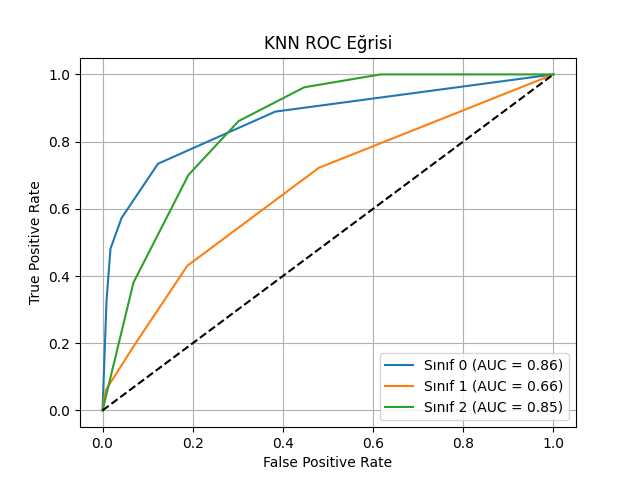 KNN ROC Eğrisi
True Positive Rate
1.0
0.8
0.6
0.4
0.2
0.0
Sınıf 0 (AUC = 0.86)
Sınıf 1 (AUC = 0.66)
Sınıf 2 (AUC = 0.85)
0.0 0.2 0.4 0.6 0.8 1.0
False Positive Rate